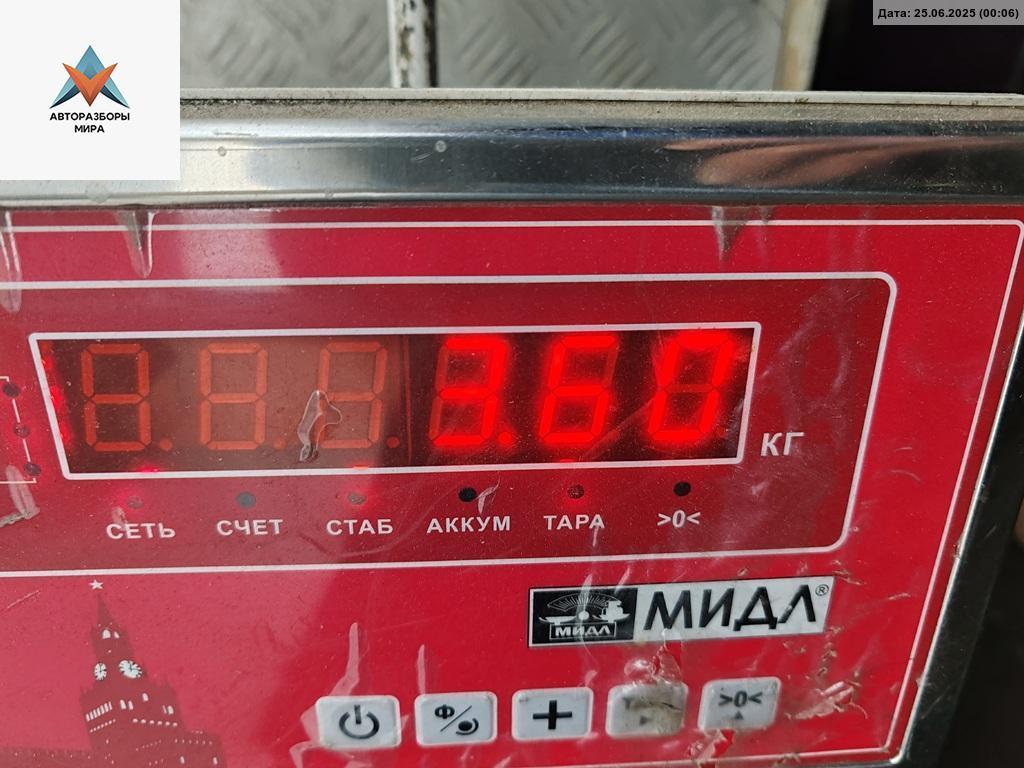 Дата: 25.06.2025 (00:06)
АВТОРАЗБОРЫ
МИРА
3.60
КГ
СЕТЬ СЧЕТ СТАБ АККУМ ТАРА >0<
МИДЛ МИДЛ®
Ф + >0<